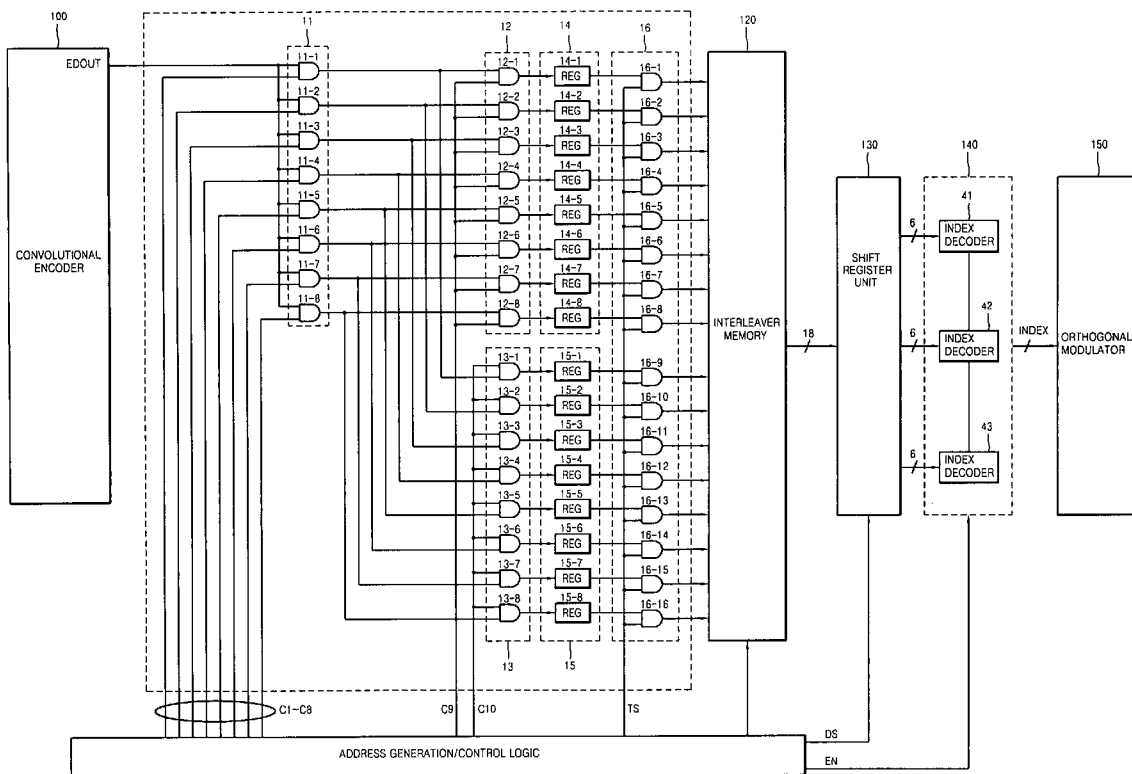 100
11
12
14
16
120
EDOUT
11-1
12-1
14-1
REG
16-1
11-2
12-2
14-2
REG
16-2
11-3
12-3
14-3
REG
16-3
130
140
150
11-4
12-4
14-4
REG
16-4
11-5
12-5
14-5
REG
16-5
41
6
INDEX
DECODER
CONVOLUTIONAL
ENCODER
11-6
12-6
14-6
REG
16-6
SHIFT
REGISTER
UNIT
11-7
12-7
14-7
REG
16-7
11-8
12-8
14-8
REG
16-8
INTERLEAVER
MEMORY
18
6
42
INDEX
DECODER
INDEX
ORTHOGONAL
MODULATOR
13-1
15-1
REG
16-9
13-2
15-2
REG
16-10
13-3
15-3
REG
16-11
43
6
INDEX
DECODER
13-4
15-4
REG
16-12
13-5
15-5
REG
16-13
13-6
15-6
REG
16-14
13-7
15-7
REG
16-15
13-8
15-8
REG
16-16
13
15
C1~C8
C9
C10
TS
ADDRESS GENERATION/CONTROL LOGIC
DS
EN